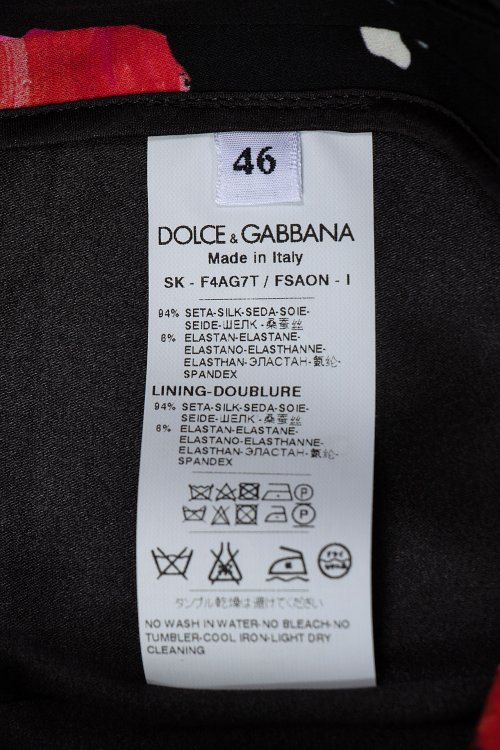 46
DOLCE & GABBANA
Made in Italy
SK - F4AG7T / FSAON - I
94% SETA-SILK-SEDA-SOIE-
SEIDE-ШЕЛК-桑蚕丝
6% ELASTAN-ELASTANE-
ELASTANO-ELASTHANNE-
ELASTHAN-ЭЛАСТАН-氨纶-
SPANDEX
LINING-DOUBLURE
94% SETA-SILK-SEDA-SOIE-
SEIDE-ШЕЛК-桑蚕丝
6% ELASTAN-ELASTANE-
ELASTANO-ELASTHANNE-
ELASTHAN-ЭЛАСТАН-氨纶-
SPANDEX
P
P
ドライ
タンブル乾燥は避けてください
NO WASH IN WATER-NO BLEACH-NO
TUMBLER-COOL IRON-LIGHT DRY
CLEANING